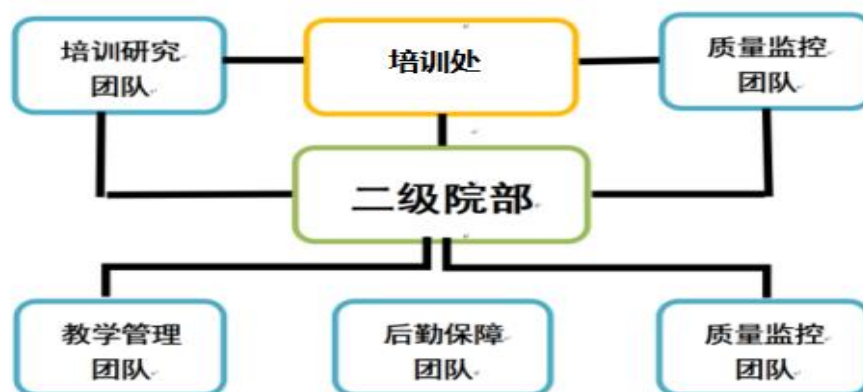 培训研究
团队
培训处
质量监控
团队
二级院部
教学管理
团队
后勤保障
团队
质量监控
团队